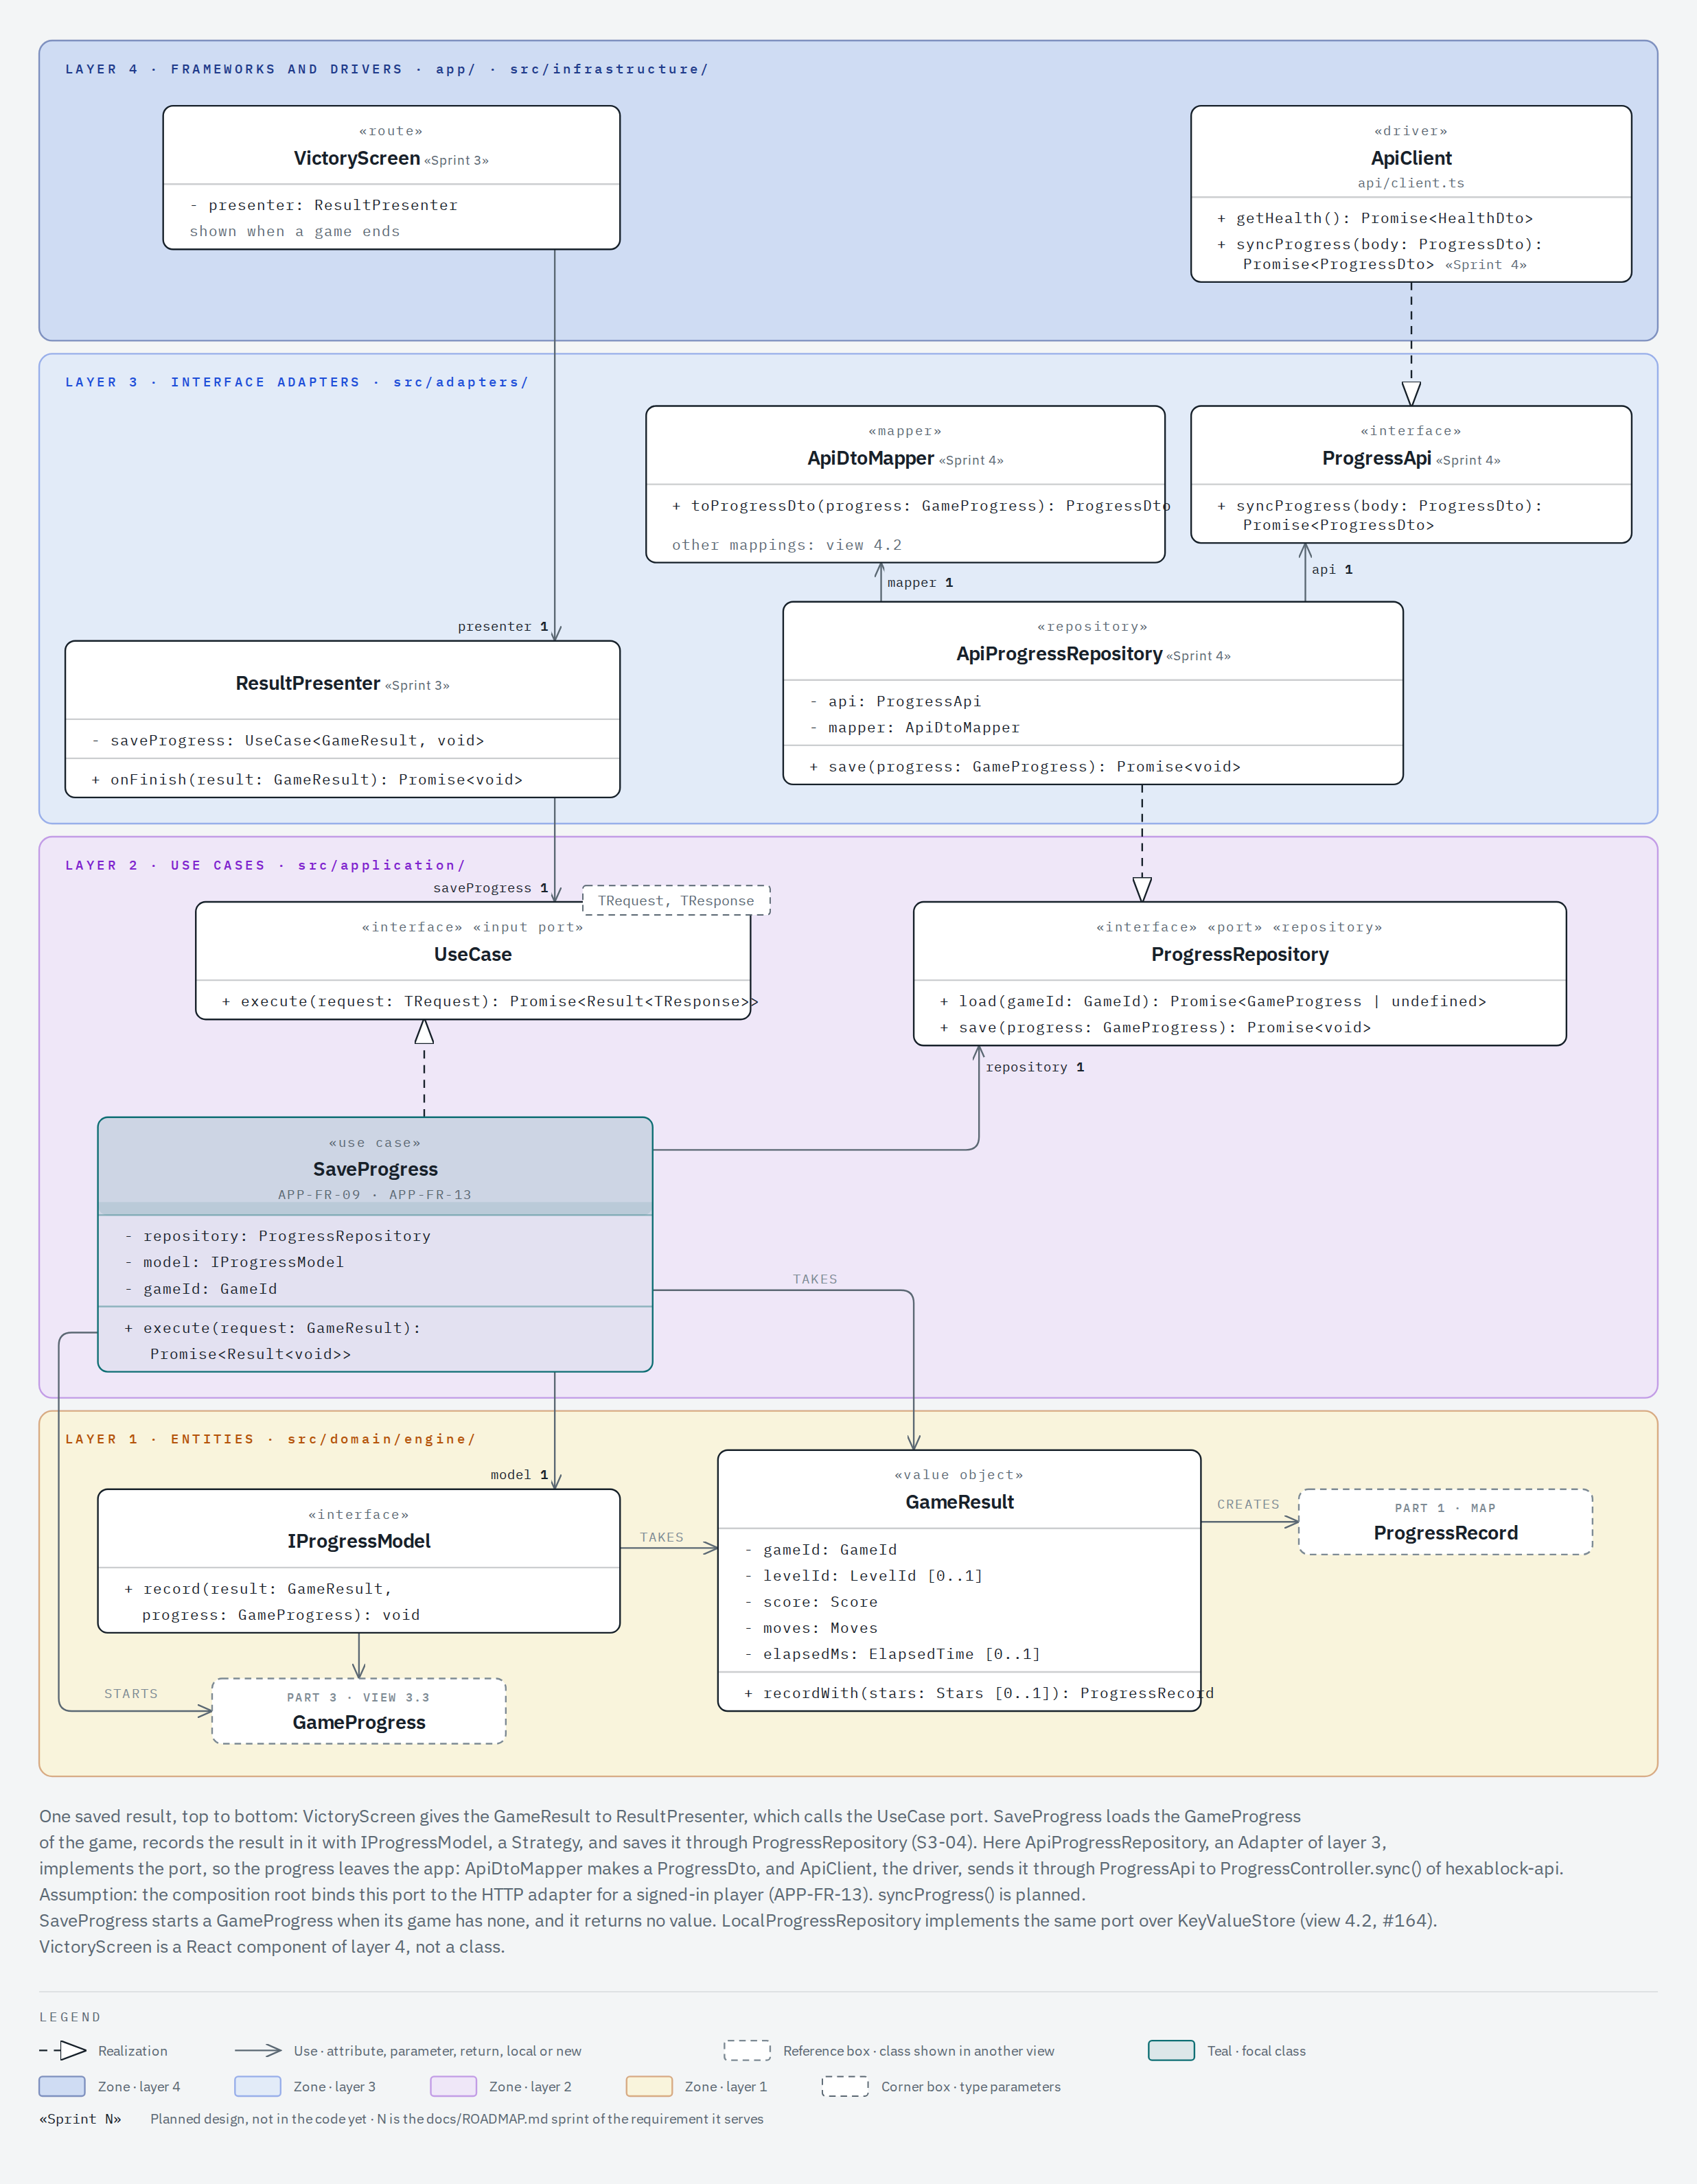 LAYER 4 · FRAMEWORKS AND DRIVERS · app/ · src/infrastructure/
«route»
VictoryScreen «Sprint 3»
- presenter: ResultPresenter
shown when a game ends
«driver»
ApiClient
api/client.ts
+ getHealth(): Promise<HealthDto>
+ syncProgress(body: ProgressDto):
Promise<ProgressDto> «Sprint 4»
LAYER 3 · INTERFACE ADAPTERS · src/adapters/
«mapper»
ApiDtoMapper «Sprint 4»
+ toProgressDto(progress: GameProgress): ProgressDto
other mappings: view 4.2
«interface»
ProgressApi «Sprint 4»
+ syncProgress(body: ProgressDto):
Promise<ProgressDto>
mapper 1
api 1
presenter 1
ResultPresenter «Sprint 3»
- saveProgress: UseCase<GameResult, void>
+ onFinish(result: GameResult): Promise<void>
«repository»
ApiProgressRepository «Sprint 4»
- api: ProgressApi
- mapper: ApiDtoMapper
+ save(progress: GameProgress): Promise<void>
LAYER 2 · USE CASES · src/application/
saveProgress 1
TRequest, TResponse
«interface» «input port»
UseCase
+ execute(request: TRequest): Promise<Result<TResponse>>
«interface» «port» «repository»
ProgressRepository
+ load(gameId: GameId): Promise<GameProgress | undefined>
+ save(progress: GameProgress): Promise<void>
repository 1
«use case»
SaveProgress
APP-FR-09 · APP-FR-13
- repository: ProgressRepository
- model: IProgressModel
- gameId: GameId
+ execute(request: GameResult):
Promise<Result<void>>
TAKES
LAYER 1 · ENTITIES · src/domain/engine/
model 1
«interface»
IProgressModel
+ record(result: GameResult,
progress: GameProgress): void
TAKES
«value object»
GameResult
- gameId: GameId
- levelId: LevelId [0..1]
- score: Score
- moves: Moves
- elapsedMs: ElapsedTime [0..1]
+ recordWith(stars: Stars [0..1]): ProgressRecord
CREATES
PART 1 · MAP
ProgressRecord
STARTS
PART 3 · VIEW 3.3
GameProgress
One saved result, top to bottom: VictoryScreen gives the GameResult to ResultPresenter, which calls the UseCase port. SaveProgress loads the GameProgress
of the game, records the result in it with IProgressModel, a Strategy, and saves it through ProgressRepository (S3-04). Here ApiProgressRepository, an Adapter of layer 3,
implements the port, so the progress leaves the app: ApiDtoMapper makes a ProgressDto, and ApiClient, the driver, sends it through ProgressApi to ProgressController.sync() of hexablock-api.
Assumption: the composition root binds this port to the HTTP adapter for a signed-in player (APP-FR-13). syncProgress() is planned.
SaveProgress starts a GameProgress when its game has none, and it returns no value. LocalProgressRepository implements the same port over KeyValueStore (view 4.2, #164).
VictoryScreen is a React component of layer 4, not a class.
LEGEND
Realization
Use · attribute, parameter, return, local or new
Reference box · class shown in another view
Teal · focal class
Zone · layer 4
Zone · layer 3
Zone · layer 2
Zone · layer 1
Corner box · type parameters
«Sprint N» Planned design, not in the code yet · N is the docs/ROADMAP.md sprint of the requirement it serves